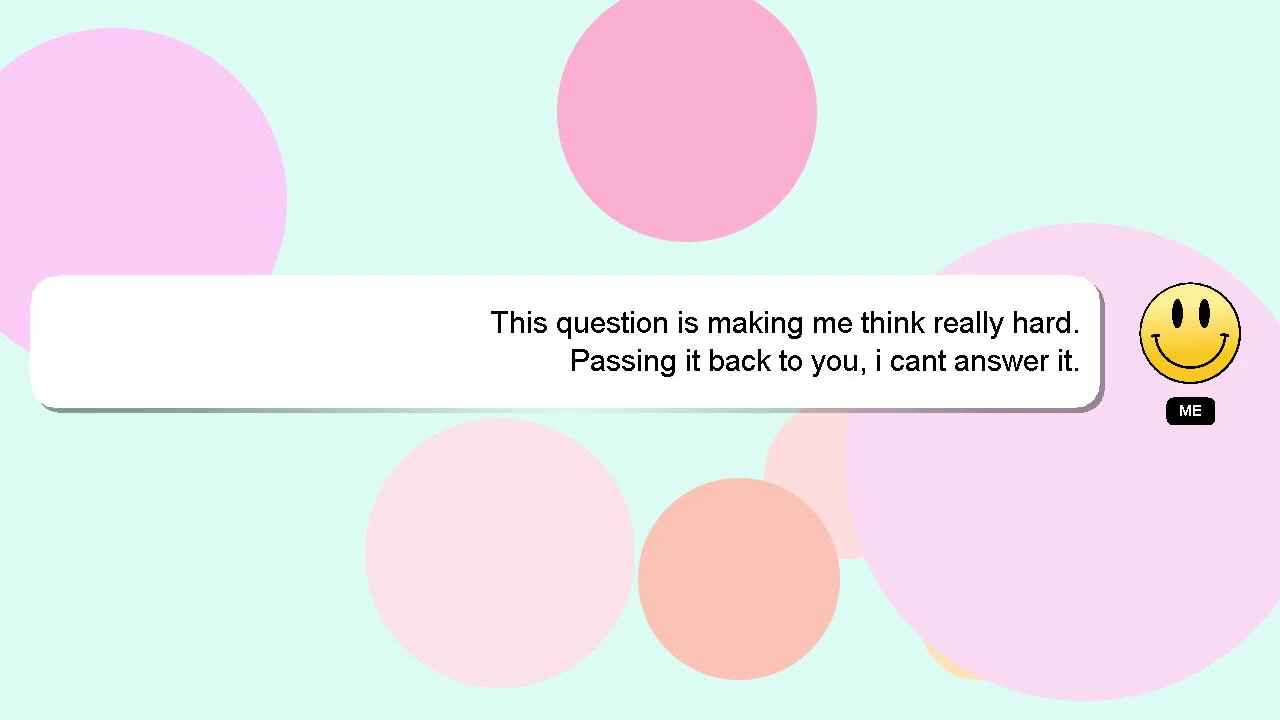 This question is making me think really hard.
Passing it back to you, i cant answer it.
ME